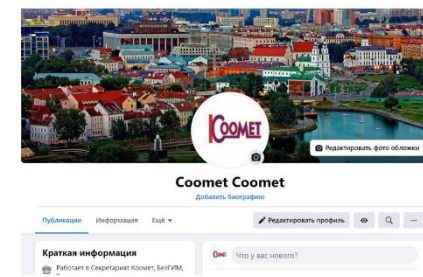 COOMET
Редактировать фото обложки
Coomet Coomet
Добавить биографию
Публикации Информация Ещё
Редактировать профиль
Краткая информация
Работает в Секретариат Коомет, БелГИМ,
COOMET
Что у вас нового?